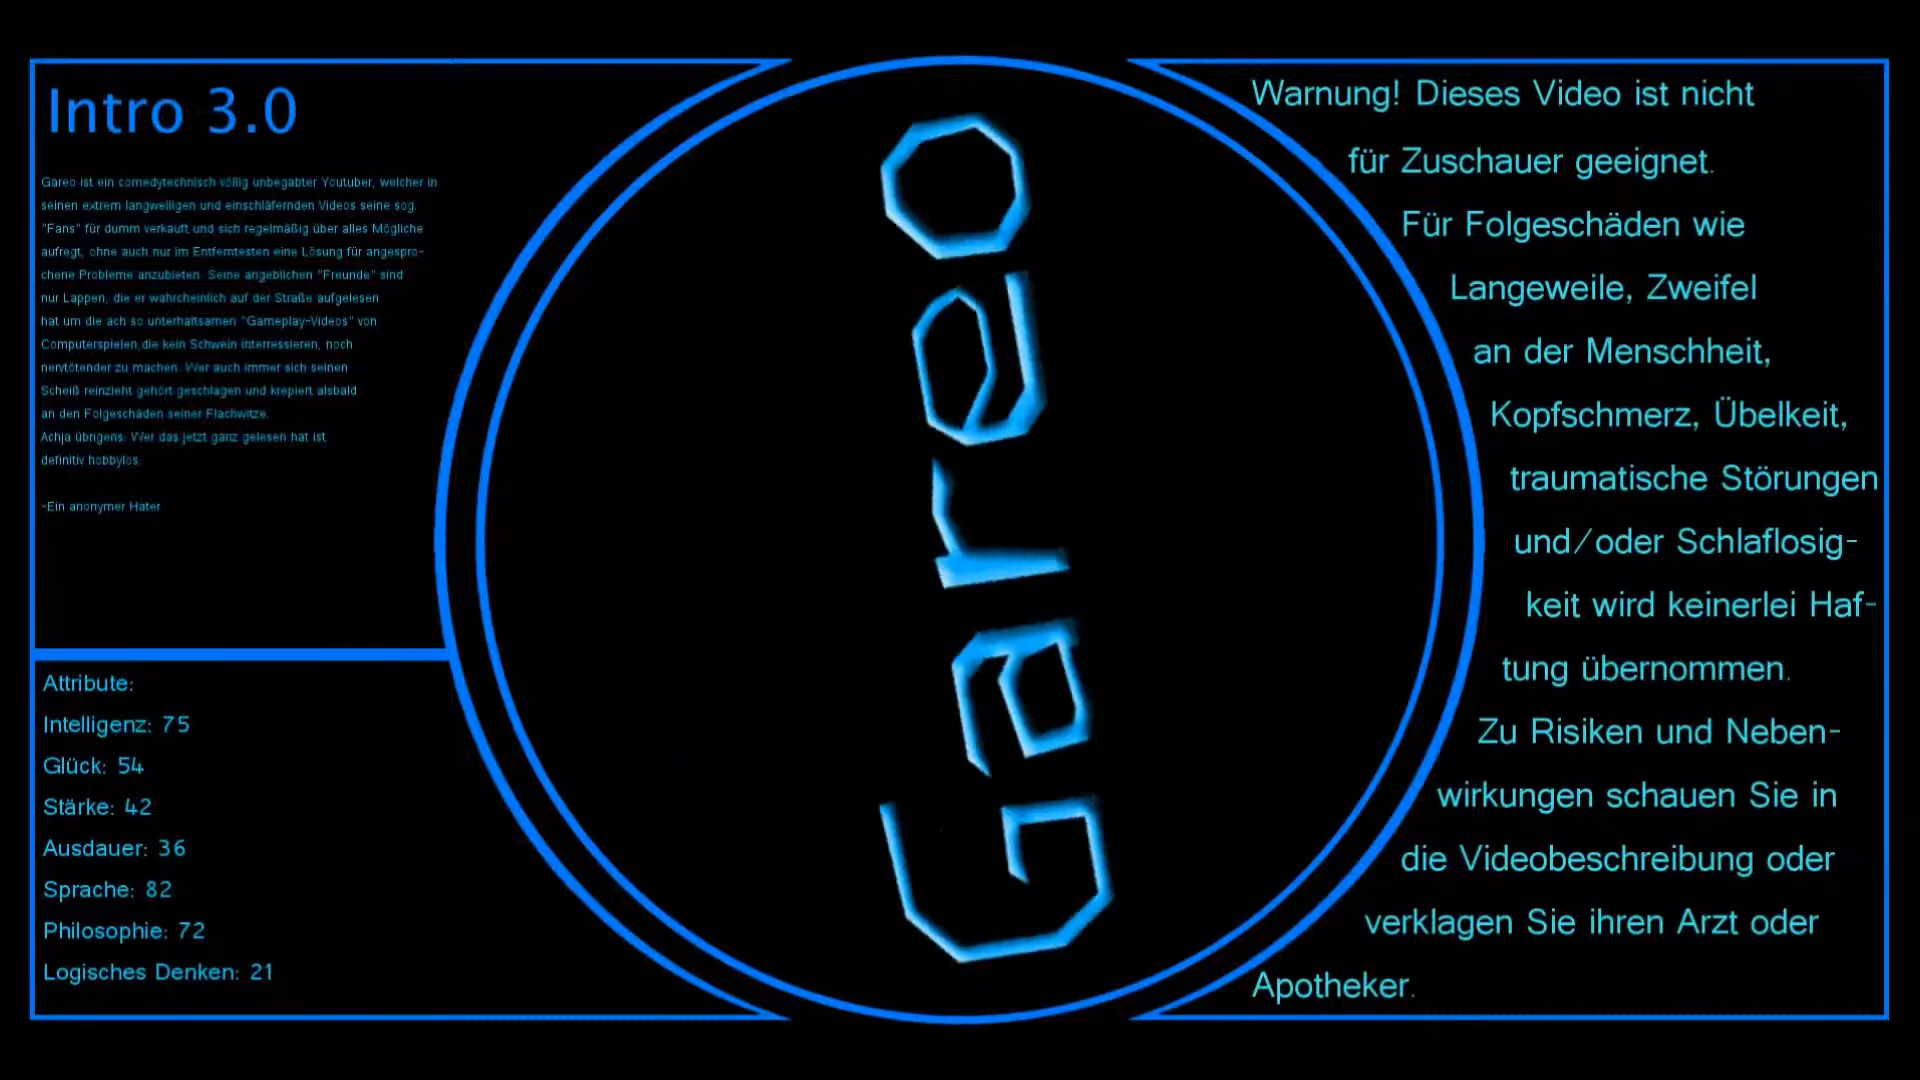 Intro 3.0
Gareo ist ein comedytechnisch völlig unbegabter Youtuber, welcher in
seinen extrem langweiligen und einschläfernden Videos seine sog.
"Fans" für dumm verkauft und sich regelmäßig über alles Mögliche
aufregt, ohne auch nur im Entferntesten eine Lösung für angespro-
chene Probleme anzubieten. Seine angeblichen "Freunde" sind
nur Lappen, die er wahrcheinlich auf der Straße aufgelesen
hat um die ach so unterhaltsamen "Gameplay-Videos" von
Computerspielen,die kein Schwein interressieren, noch
nervtötender zu machen. Wer auch immer sich seinen
Scheiß reinzieht gehört geschlagen und krepiert alsbald
an den Folgeschäden seiner Flachwitze.
Achja übrigens: Wer das jetzt ganz gelesen hat ist
definitiv hobbylos.
-Ein anonymer Hater
Attribute:
Intelligenz: 75
Glück: 54
Stärke: 42
Ausdauer: 36
Sprache: 82
Philosophie: 72
Logisches Denken: 21
Gareo
Warnung! Dieses Video ist nicht
für Zuschauer geeignet.
Für Folgeschäden wie
Langeweile, Zweifel
an der Menschheit,
Kopfschmerz, Übelkeit,
traumatische Störungen
und/oder Schlaflosig-
keit wird keinerlei Haf-
tung übernommen.
Zu Risiken und Neben-
wirkungen schauen Sie in
die Videobeschreibung oder
verklagen Sie ihren Arzt oder
Apotheker.